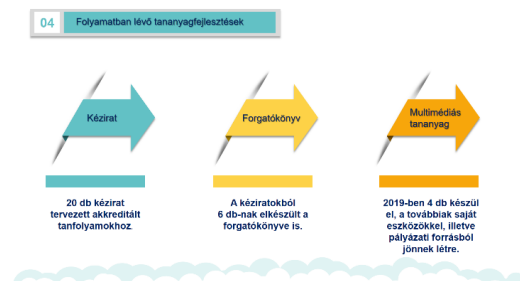 04 Folyamatban lévő tananyagfejlesztések
Kézirat
Forgatókönyv
Multimédiás
tananyag
20 db kézirat
tervezett akkreditált
tanfolyamokhoz.
A kéziratokból
6 db-nak elkészült a
forgatókönyve is.
2019-ben 4 db készül
el, a továbbiak saját
eszközökkel, illetve
pályázati forrásból
jönnek létre.